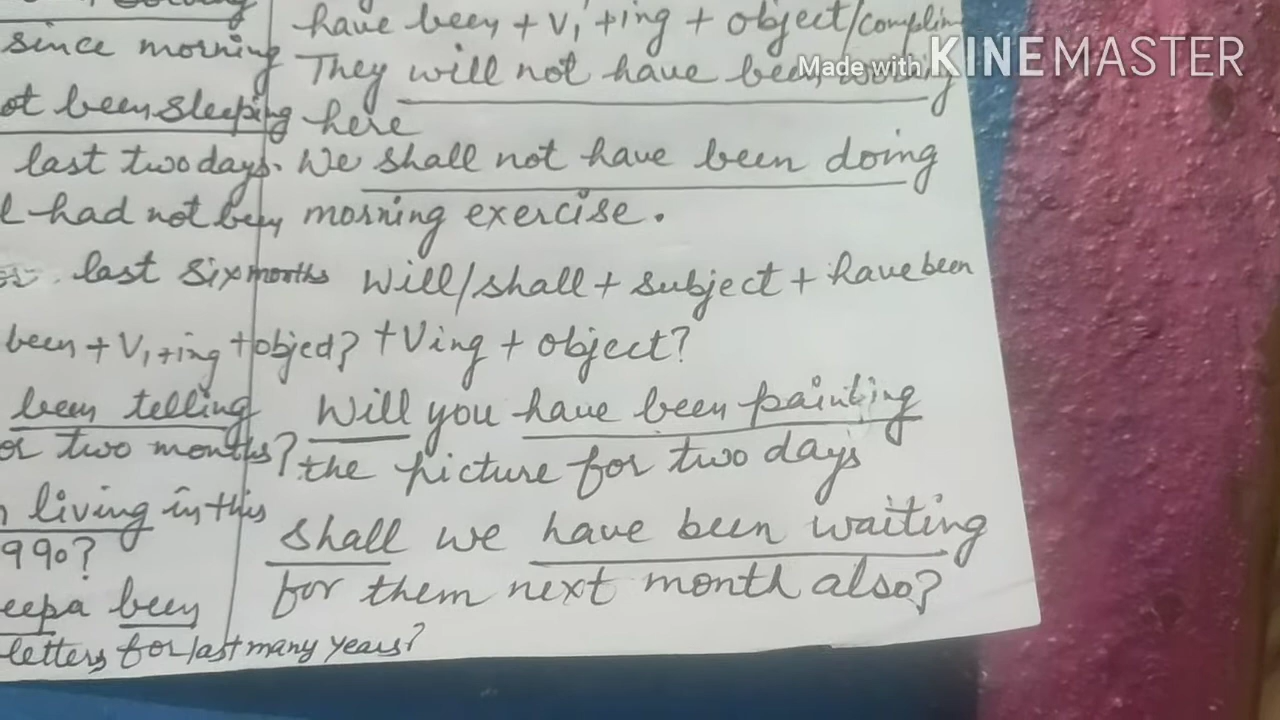 since morning
ot been sleeping
last two days.
had not been
last six months
been + V1 + ing + object?
been telling
or two months?
living in this
990?
eepa been
letters for last many years?
have been + V1 + ing + object/complim
They will not have been
here
We shall not have been doing
morning exercise.
Will/shall + subject + have been
+ Ving + object?
Will you have been painting
the picture for two days
Shall we have been waiting
for them next month also?
Made with KINEMASTER